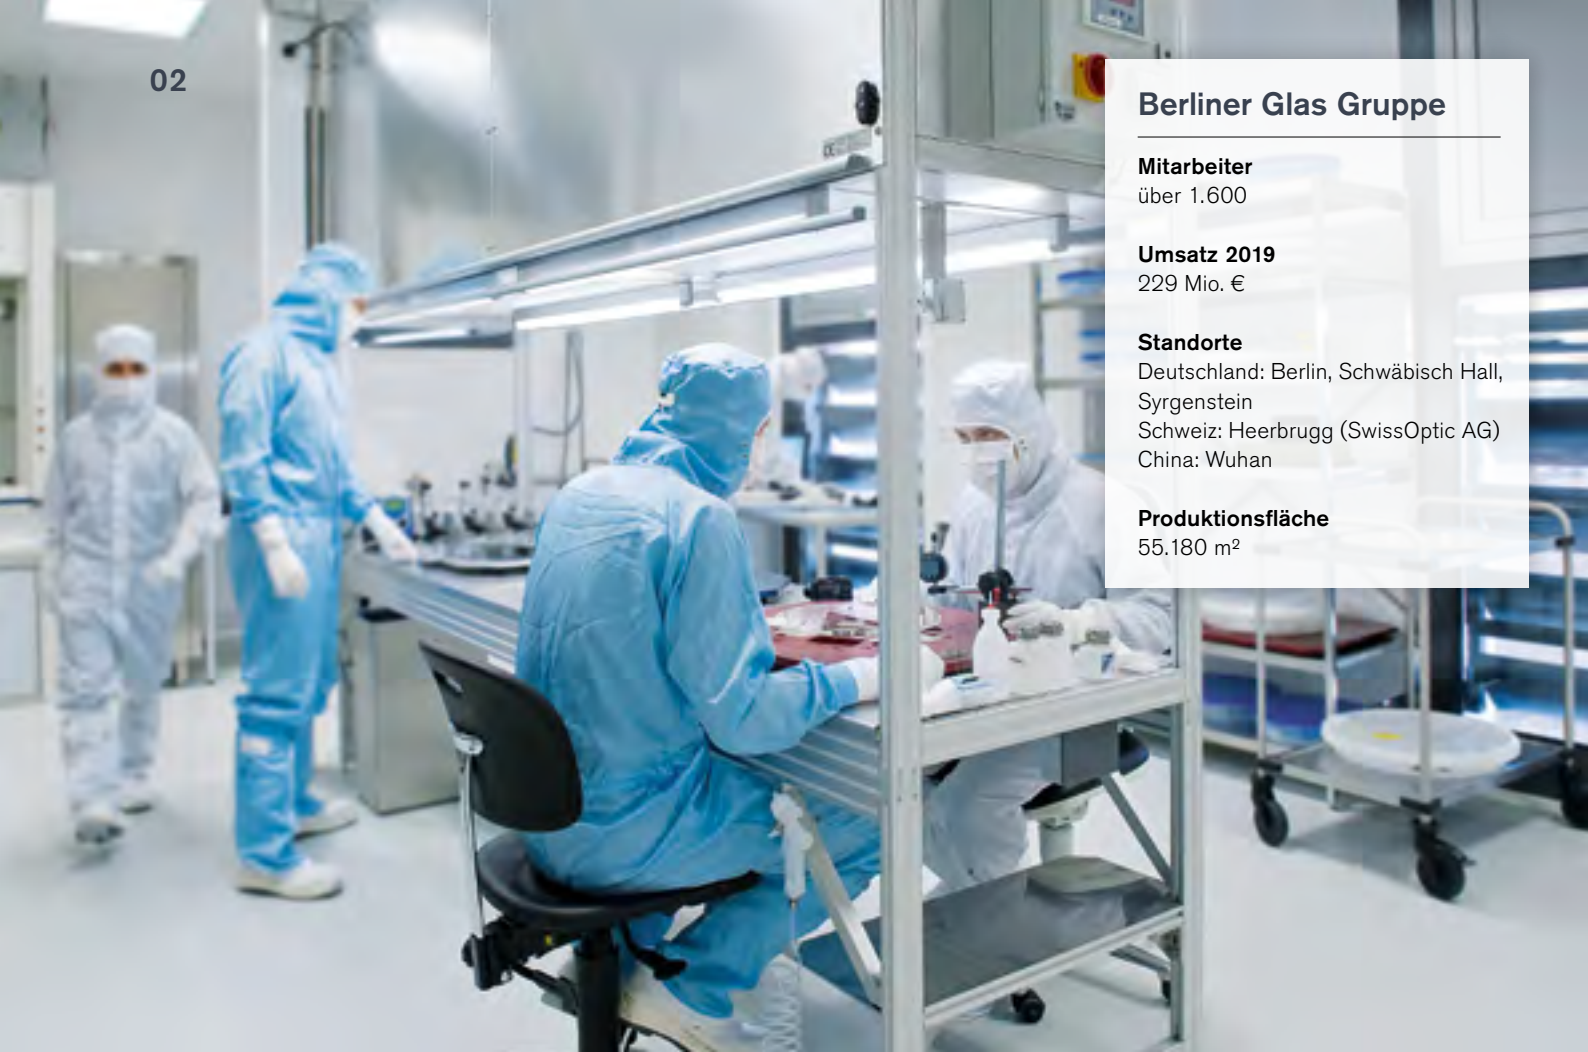 02
Berliner Glas Gruppe
Mitarbeiter
über 1.600
Umsatz 2019
229 Mio. €
Standorte
Deutschland: Berlin, Schwäbisch Hall,
Syrgenstein
Schweiz: Heerbrugg (SwissOptic AG)
China: Wuhan
Produktionsfläche
55.180 m²